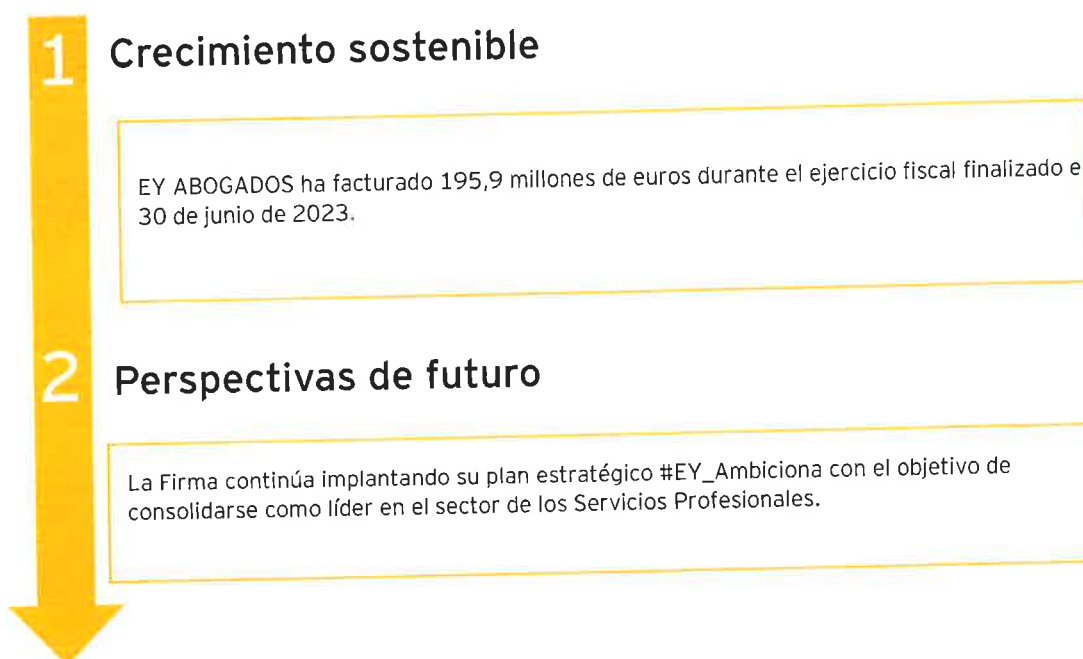 1
Crecimiento sostenible
EY ABOGADOS ha facturado 195,9 millones de euros durante el ejercicio fiscal finalizado e
30 de junio de 2023.
2
Perspectivas de futuro
La Firma continúa implantando su plan estratégico #EY_Ambiciona con el objetivo de
consolidarse como líder en el sector de los Servicios Profesionales.